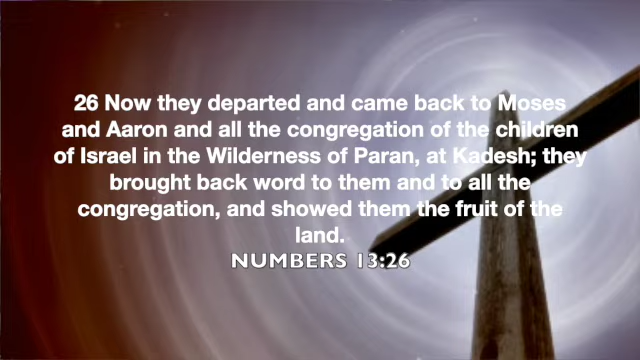 26 Now they departed and came back to Moses
and Aaron and all the congregation of the children
of Israel in the Wilderness of Paran, at Kadesh; they
brought back word to them and to all the
congregation, and showed them the fruit of the
land.
NUMBERS 13:26